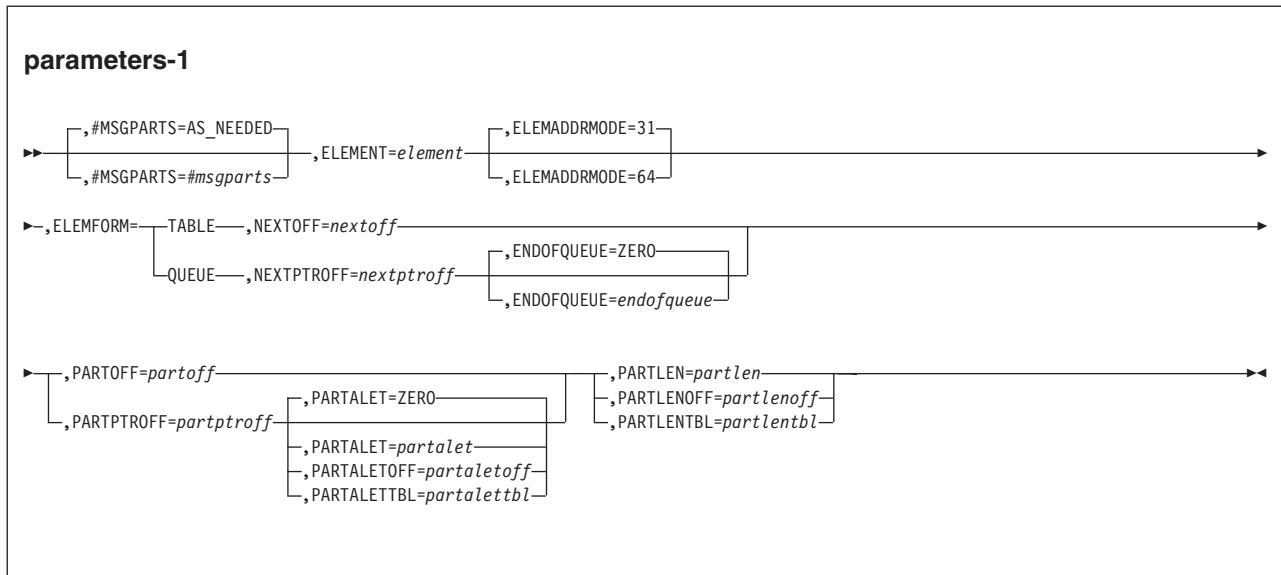 parameters-1
,#MSGPARTS=AS_NEEDED ,ELEMADDRMODE=31
,ELEMENT=element
,#MSGPARTS=#msgparts ,ELEMADDRMODE=64
,ELEMFORM= TABLE ,NEXTOFF=nextoff
,ENDOFQUEUE=ZERO
QUEUE ,NEXTPTROFF=nextptroff
,ENDOFQUEUE=endofqueue
,PARTOFF=partoff ,PARTLEN=partlen
,PARTALET=ZERO ,PARTLENOFF=partlenoff
,PARTPTROFF=partptroff ,PARTLENTBL=partlentbl
,PARTALET=partalet
,PARTALETOFF=partaletoff
,PARTALETTBL=partalettbl